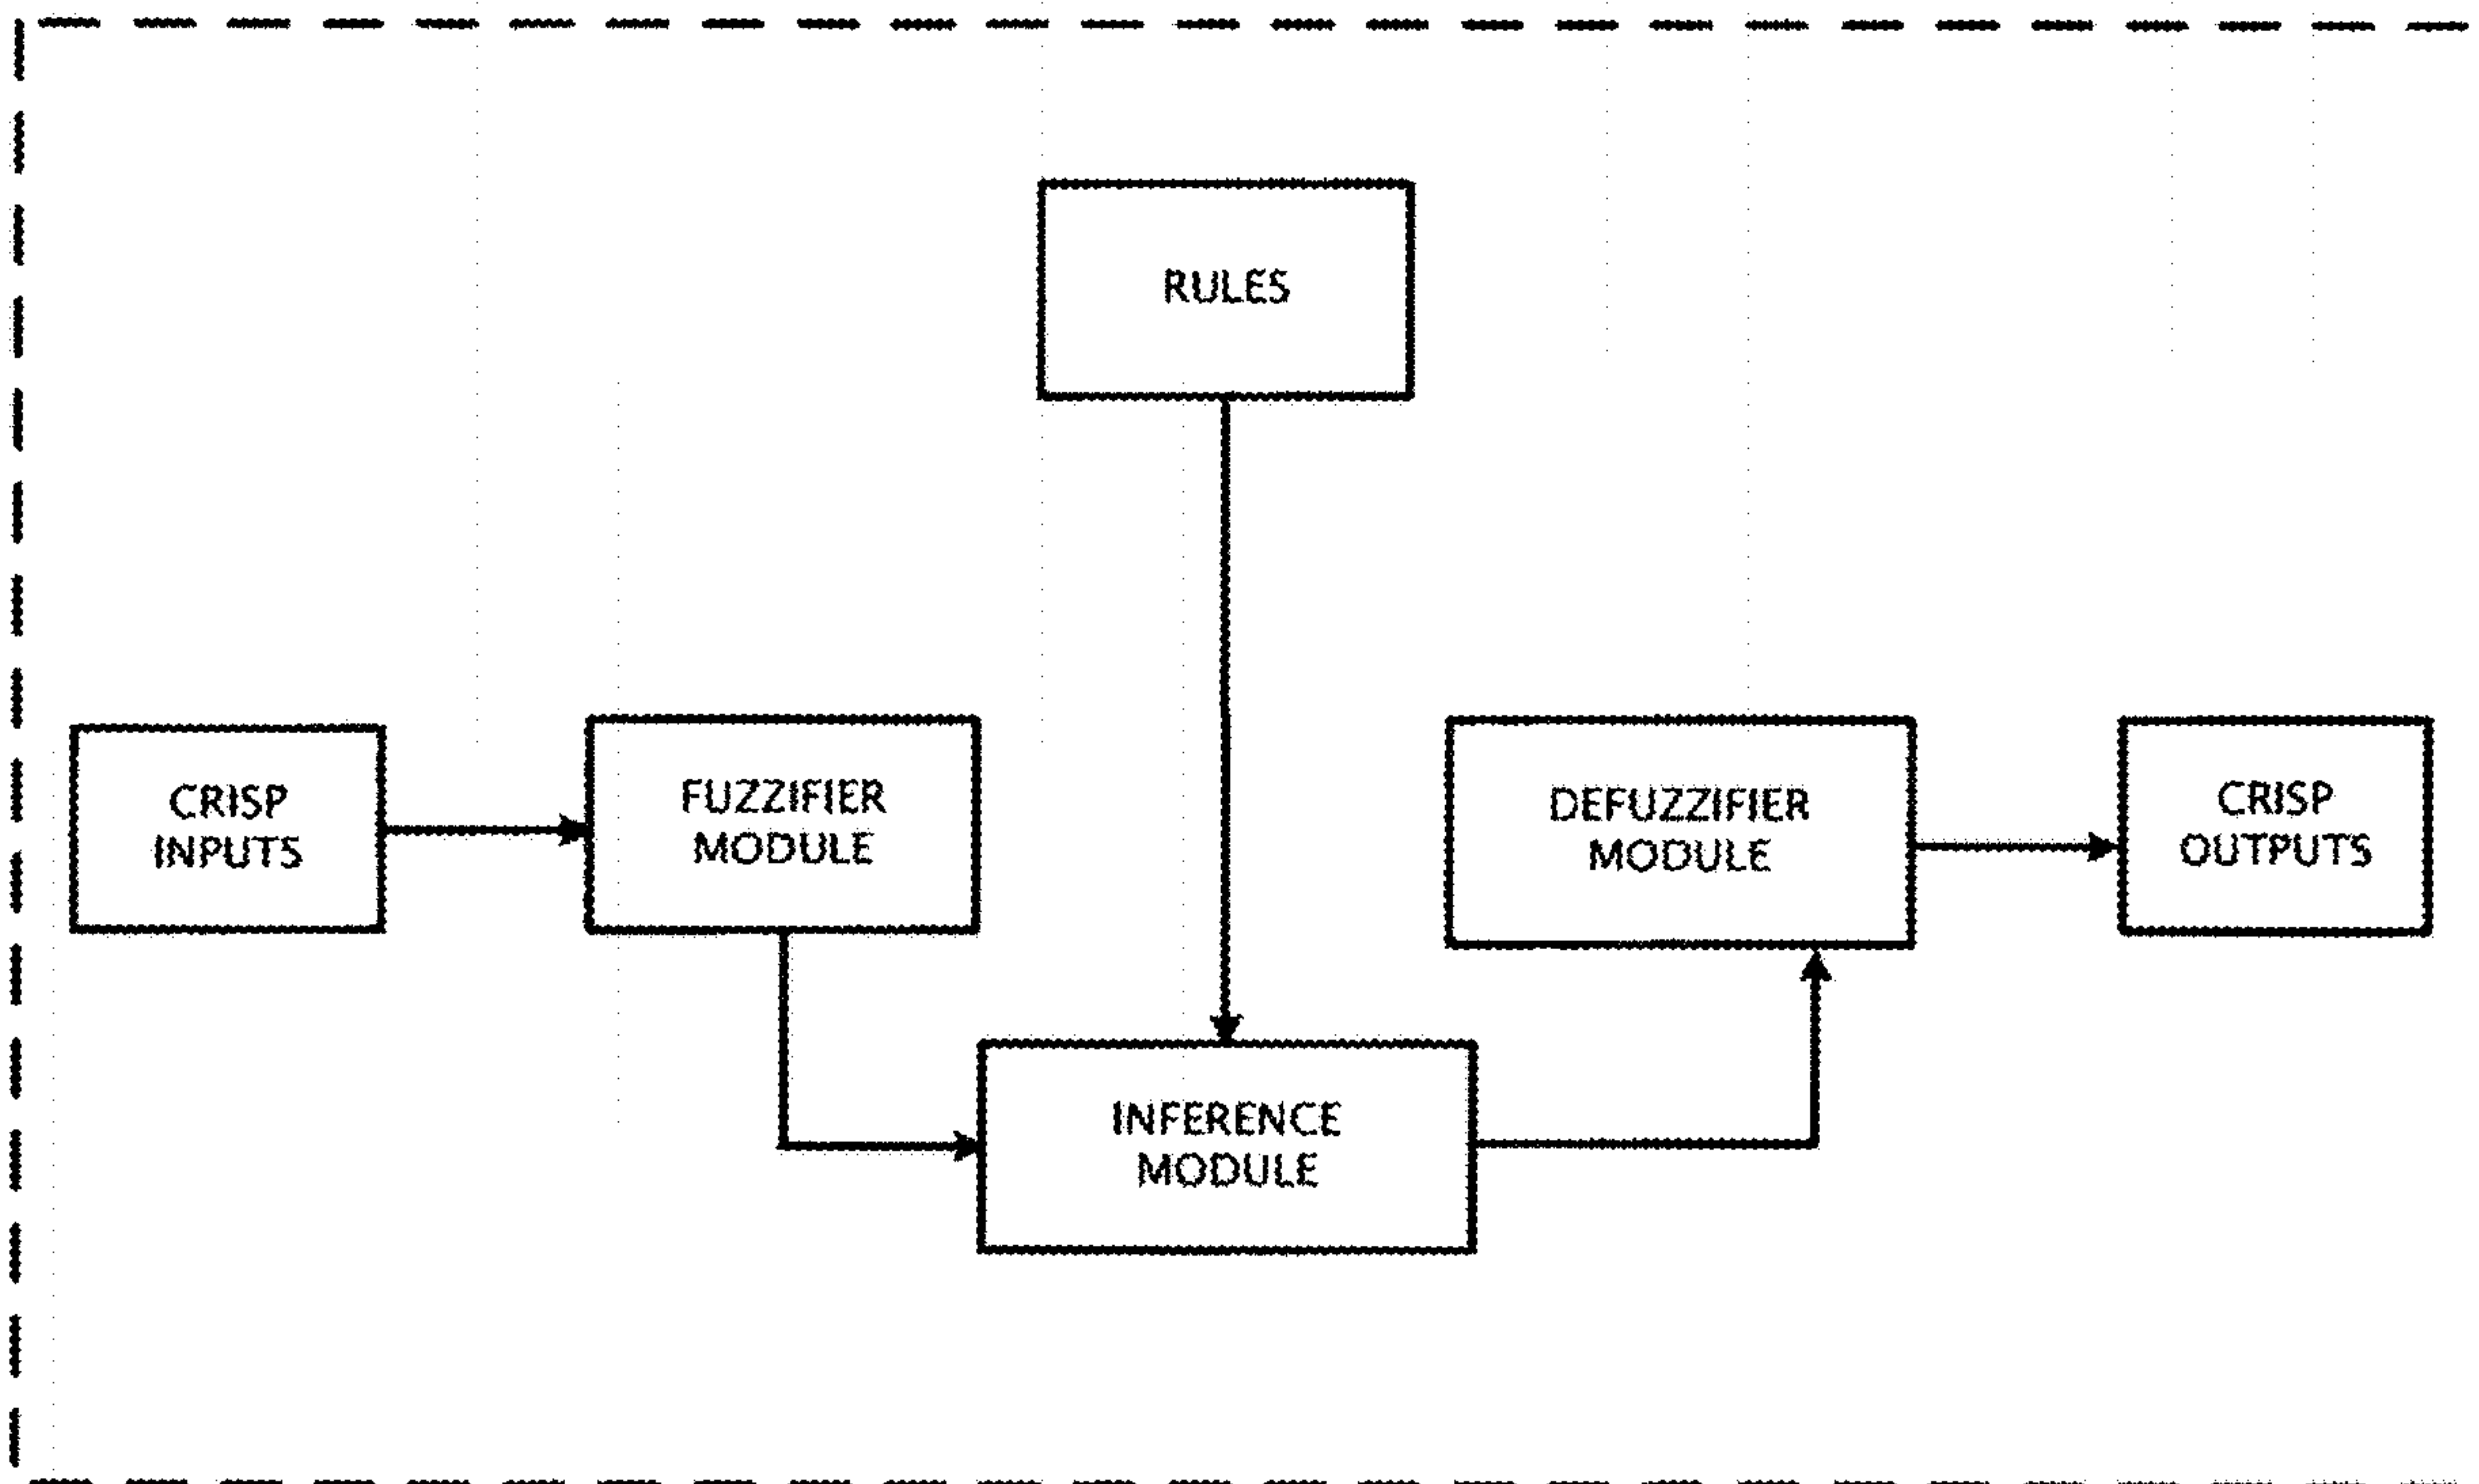 RULES
CRISP
INPUTS
FUZZIFIER
MODULE
DEFUZZIFIER
MODULE
CRISP
OUTPUTS
INFERENCE
MODULE